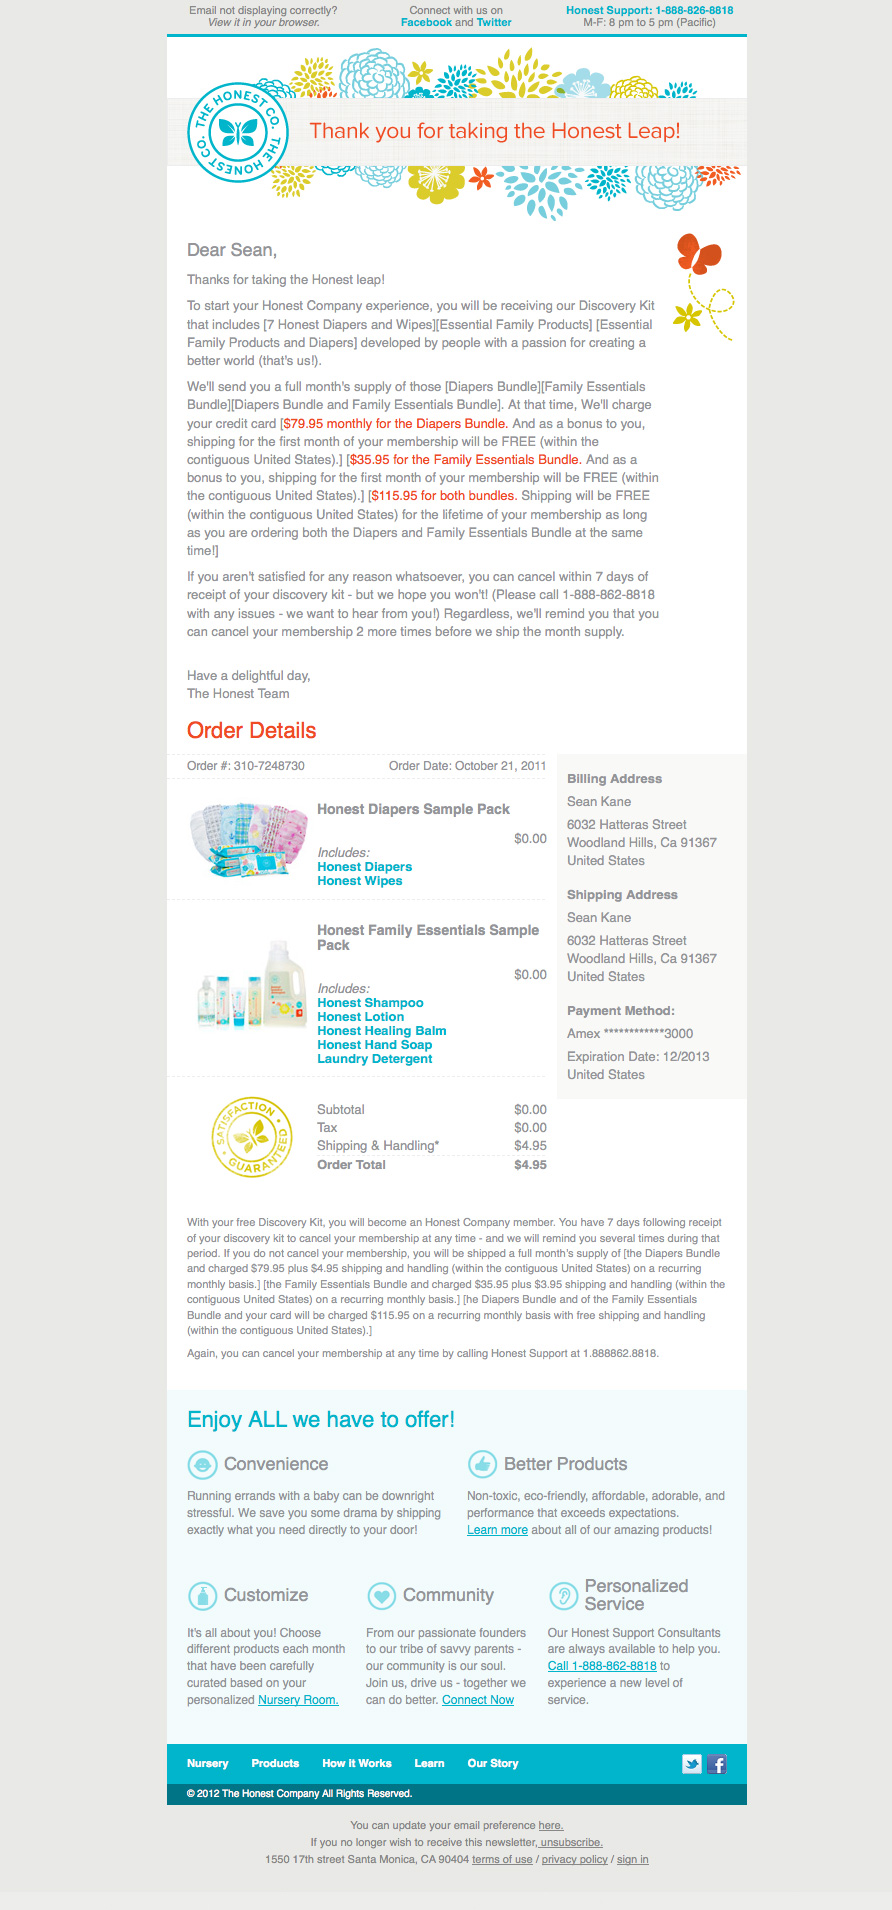 Email not displaying correctly?
View it in your browser.
Connect with us on
Facebook and Twitter
Honest Support: 1-888-826-8818
M-F: 8 pm to 5 pm (Pacific)
THE HONEST CO. THE HONEST CO.
Thank you for taking the Honest Leap!
Dear Sean,
Thanks for taking the Honest leap!
To start your Honest Company experience, you will be receiving our Discovery Kit
that includes [7 Honest Diapers and Wipes][Essential Family Products] [Essential
Family Products and Diapers] developed by people with a passion for creating a
better world (that's us!).
We'll send you a full month's supply of those [Diapers Bundle][Family Essentials
Bundle][Diapers Bundle and Family Essentials Bundle]. At that time, We'll charge
your credit card [$79.95 monthly for the Diapers Bundle. And as a bonus to you,
shipping for the first month of your membership will be FREE (within the
contiguous United States).] [$35.95 for the Family Essentials Bundle. And as a
bonus to you, shipping for the first month of your membership will be FREE (within
the contiguous United States).] [$115.95 for both bundles. Shipping will be FREE
(within the contiguous United States) for the lifetime of your membership as long
as you are ordering both the Diapers and Family Essentials Bundle at the same
time!]
If you aren't satisfied for any reason whatsoever, you can cancel within 7 days of
receipt of your discovery kit - but we hope you won't! (Please call 1-888-862-8818
with any issues - we want to hear from you!) Regardless, we'll remind you that you
can cancel your membership 2 more times before we ship the month supply.
Have a delightful day,
The Honest Team
Order Details
Order #: 310-7248730
Order Date: October 21, 2011
Honest Diapers Sample Pack
$0.00
Includes:
Honest Diapers
Honest Wipes
Honest Family Essentials Sample
Pack
$0.00
Includes:
Honest Shampoo
Honest Lotion
Honest Healing Balm
Honest Hand Soap
Laundry Detergent
SATISFACTION GUARANTEED
Subtotal $0.00
Tax $0.00
Shipping & Handling* $4.95
Order Total $4.95
Billing Address
Sean Kane
6032 Hatteras Street
Woodland Hills, Ca 91367
United States
Shipping Address
Sean Kane
6032 Hatteras Street
Woodland Hills, Ca 91367
United States
Payment Method:
Amex ************3000
Expiration Date: 12/2013
United States
With your free Discovery Kit, you will become an Honest Company member. You have 7 days following receipt
of your discovery kit to cancel your membership at any time - and we will remind you several times during that
period. If you do not cancel your membership, you will be shipped a full month's supply of [the Diapers Bundle
and charged $79.95 plus $4.95 shipping and handling (within the contiguous United States) on a recurring
monthly basis.] [the Family Essentials Bundle and charged $35.95 plus $3.95 shipping and handling (within the
contiguous United States) on a recurring monthly basis.] [he Diapers Bundle and of the Family Essentials
Bundle and your card will be charged $115.95 on a recurring monthly basis with free shipping and handling
(within the contiguous United States).]
Again, you can cancel your membership at any time by calling Honest Support at 1.888862.8818.
Enjoy ALL we have to offer!
Convenience
Running errands with a baby can be downright
stressful. We save you some drama by shipping
exactly what you need directly to your door!
Better Products
Non-toxic, eco-friendly, affordable, adorable, and
performance that exceeds expectations.
Learn more about all of our amazing products!
Customize
It's all about you! Choose
different products each month
that have been carefully
curated based on your
personalized Nursery Room.
Community
From our passionate founders
to our tribe of savvy parents -
our community is our soul.
Join us, drive us - together we
can do better. Connect Now
Personalized
Service
Our Honest Support Consultants
are always available to help you.
Call 1-888-862-8818 to
experience a new level of
service.
Nursery Products How It Works Learn Our Story
© 2012 The Honest Company All Rights Reserved.
You can update your email preference here.
If you no longer wish to receive this newsletter, unsubscribe.
1550 17th street Santa Monica, CA 90404 terms of use / privacy policy / sign in